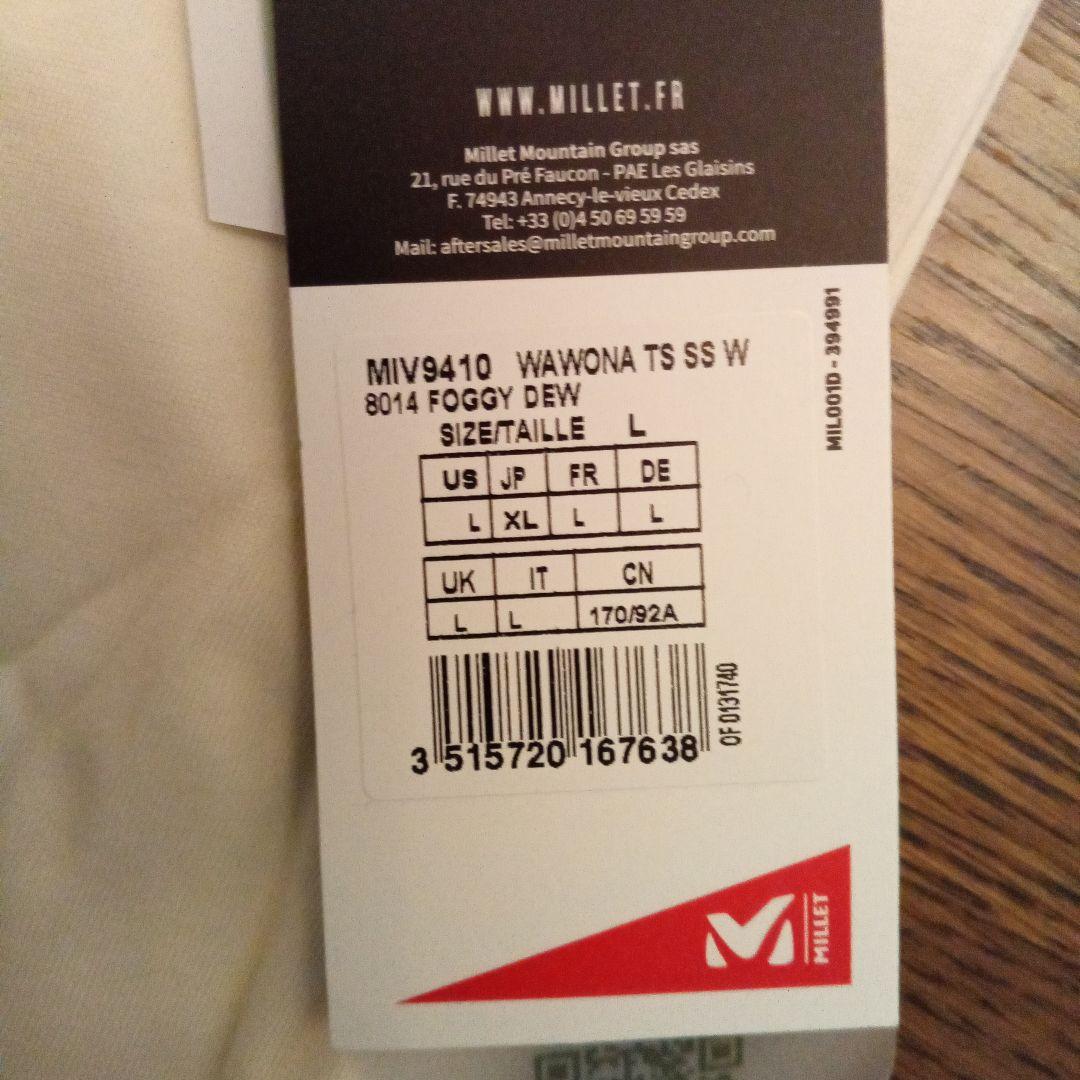 WWW.MILLET.FR
Millet Mountain Group sas
21, rue du Pré Faucon - PAE Les Glaisins
F. 74943 Annecy-le-vieux Cedex
Tel: +33 (0)4 50 69 59 59
Mail: aftersales@milletmountaingroup.com
MIL001D - 394991
MIV9410 WAWONA TS SS W
8014 FOGGY DEW
SIZE/TAILLE L
US JP FR DE
L XL L L
UK IT CN
L L 170/92A
OF 0131740
3 515720 167638
MILLET